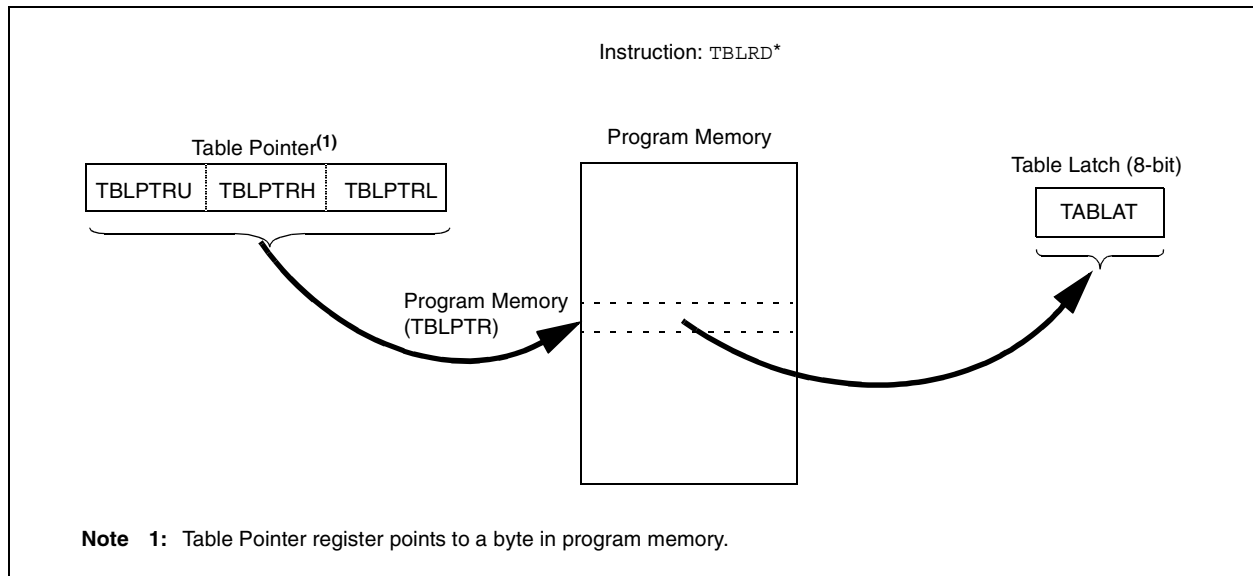 Instruction: TBLRD*
Table Pointer(1)
TBLPTRU TBLPTRH TBLPTRL
Program Memory
Table Latch (8-bit)
TABLAT
Program Memory
(TBLPTR)
Note 1: Table Pointer register points to a byte in program memory.